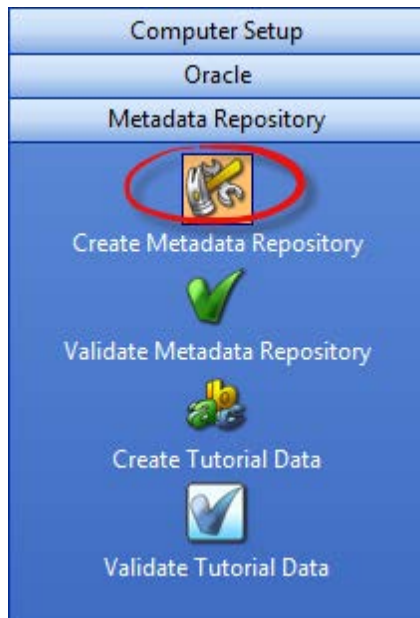 Computer Setup
Oracle
Metadata Repository
Create Metadata Repository
Validate Metadata Repository
Create Tutorial Data
Validate Tutorial Data